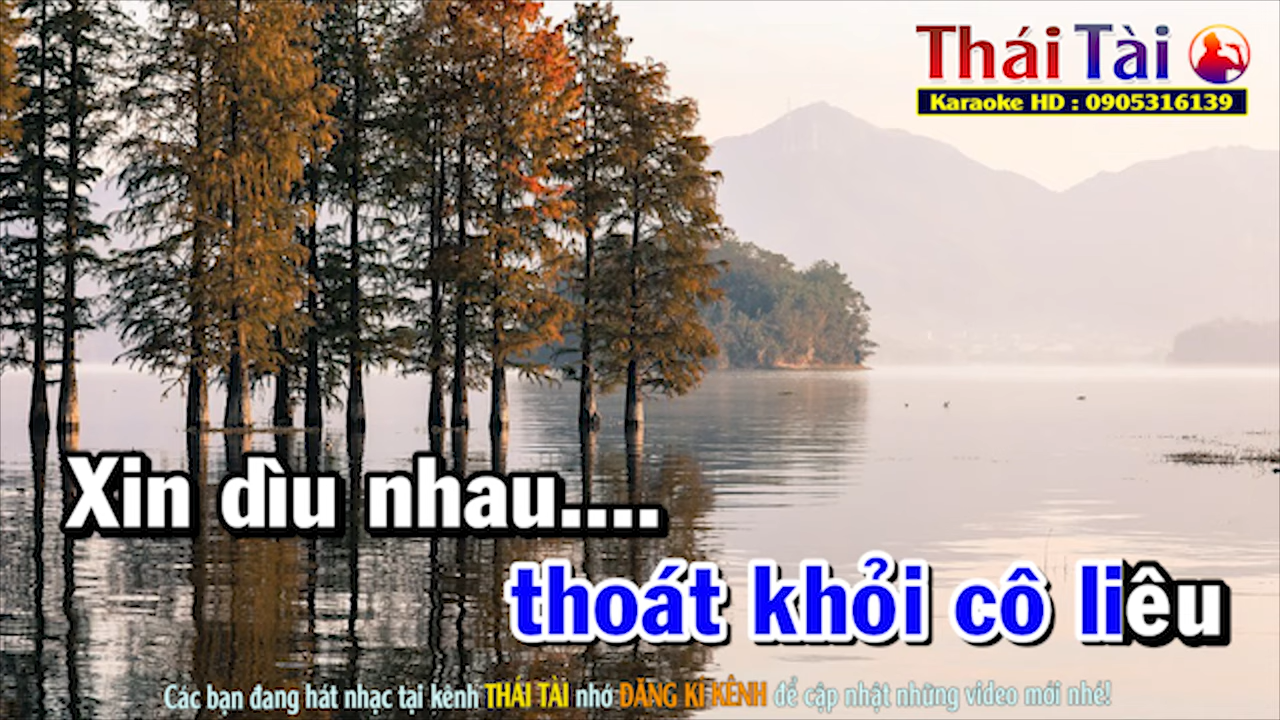 Thái Tài
Karaoke HD : 0905316139
Xin dìu nhau....
thoát khỏi cô liêu
Các bạn đang hát nhạc tại kênh THÁI TÀI nhớ ĐĂNG KÍ KÊNH để cập nhật những video mới nhé!